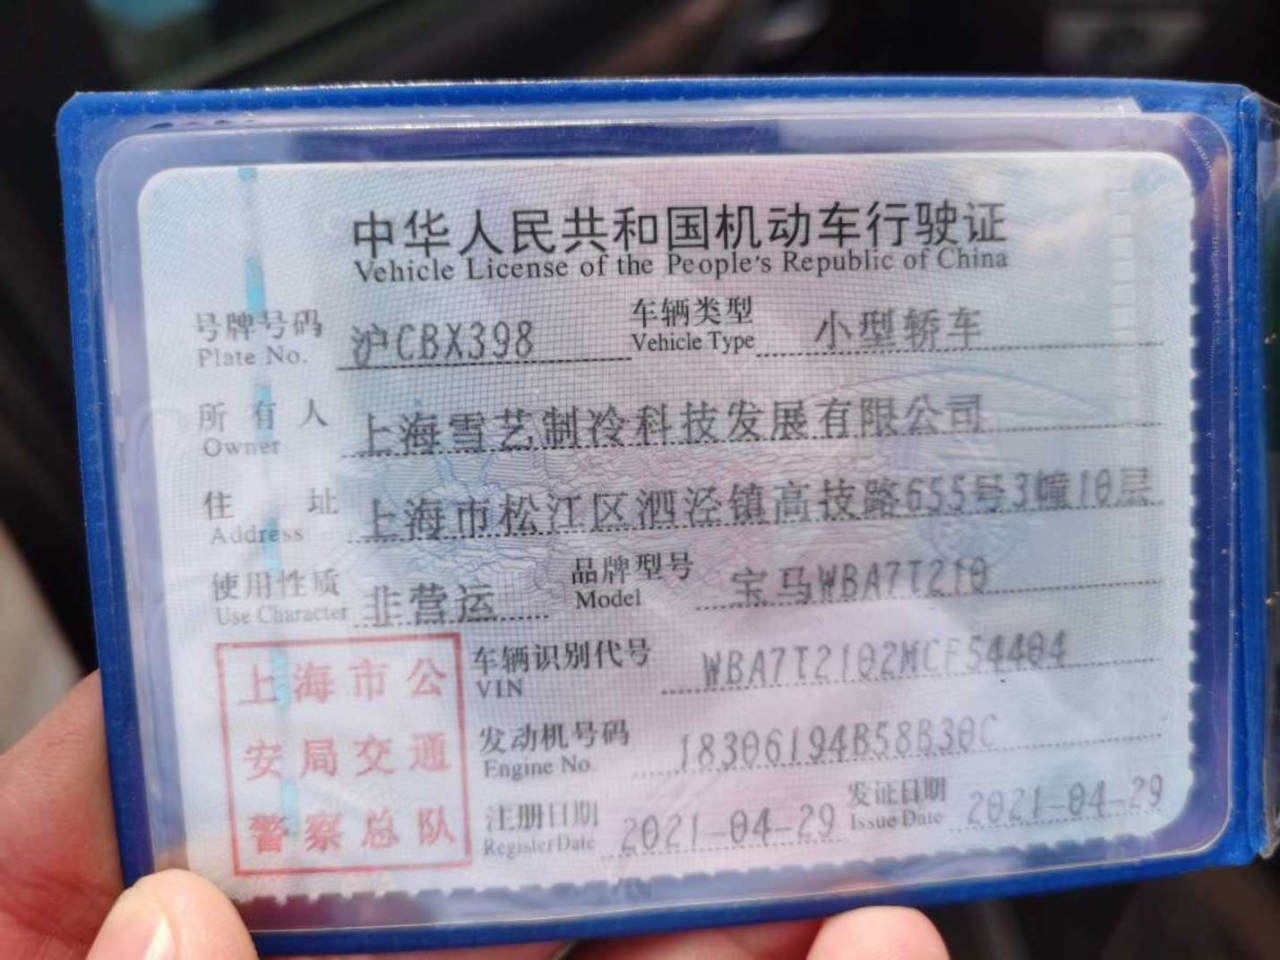 中华人民共和国机动车行驶证
Vehicle License of the People's Republic of China
号牌号码 沪CBX398 车辆类型 小型轿车
Plate No. Vehicle Type
所有人 上海雪艺制冷科技发展有限公司
Owner
住址 上海市松江区泗泾镇高技路655号3幢10层
Address
使用性质 非营运 品牌型号 宝马WBA7T210
Use Character Model
上海市公
安局交通
警察总队
车辆识别代号 WBA7T2102MCF54404
VIN
发动机号码 18306194B58B30C
Engine No.
注册日期 2021-04-29 发证日期 2021-04-29
Register Date Issue Date